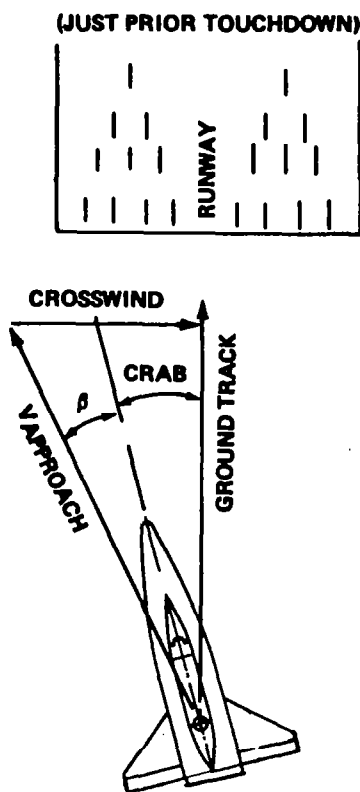 (JUST PRIOR TOUCHDOWN)
RUNWAY
CROSSWIND
CRAB
β
V APPROACH
GROUND TRACK